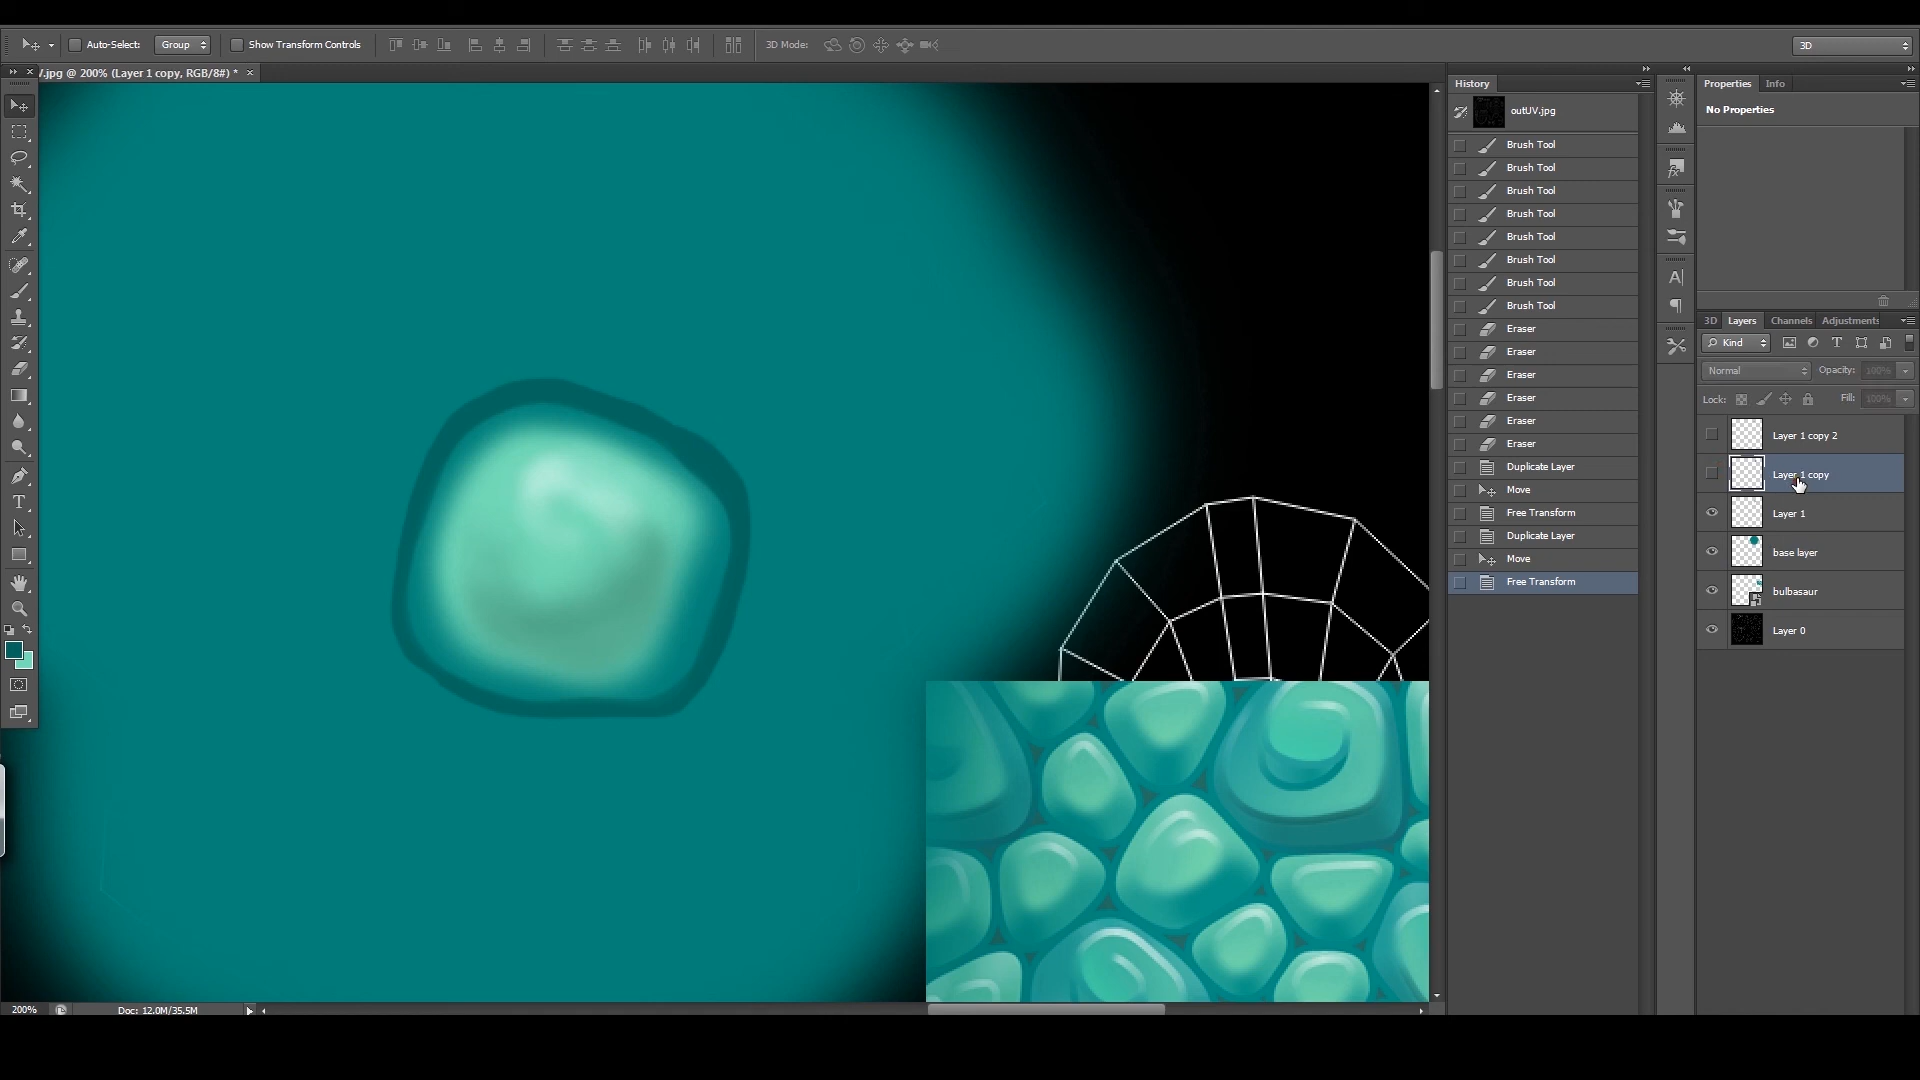 Auto-Select: Group Show Transform Controls 3D Mode: 3D
V.jpg @ 200% (Layer 1 copy, RGB/8#) * ×
History
outUV.jpg
Brush Tool
Brush Tool
Brush Tool
Brush Tool
Brush Tool
Brush Tool
Brush Tool
Brush Tool
Eraser
Eraser
Eraser
Eraser
Eraser
Eraser
Duplicate Layer
Move
Free Transform
Duplicate Layer
Move
Free Transform
Properties Info
No Properties
3D Layers Channels Adjustments
Kind
Normal Opacity: 100%
Lock: Fill: 100%
Layer 1 copy 2
Layer 1 copy
Layer 1
base layer
bulbasaur
Layer 0
200% Doc: 12.0M/35.5M